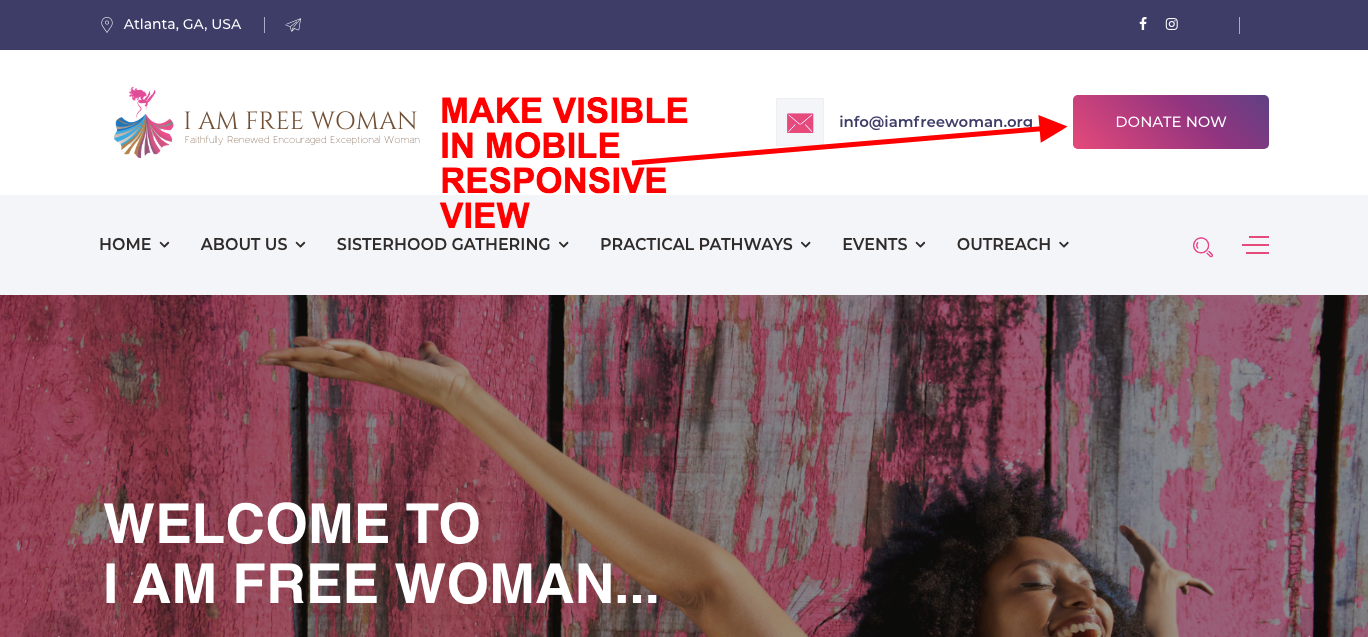 Atlanta, GA, USA
I AM FREE WOMAN
Faithfully Renewed Encouraged Exceptional Woman
MAKE VISIBLE
IN MOBILE
RESPONSIVE
VIEW
info@iamfreewoman.org
DONATE NOW
HOME
ABOUT US
SISTERHOOD GATHERING
PRACTICAL PATHWAYS
EVENTS
OUTREACH
WELCOME TO
I AM FREE WOMAN...